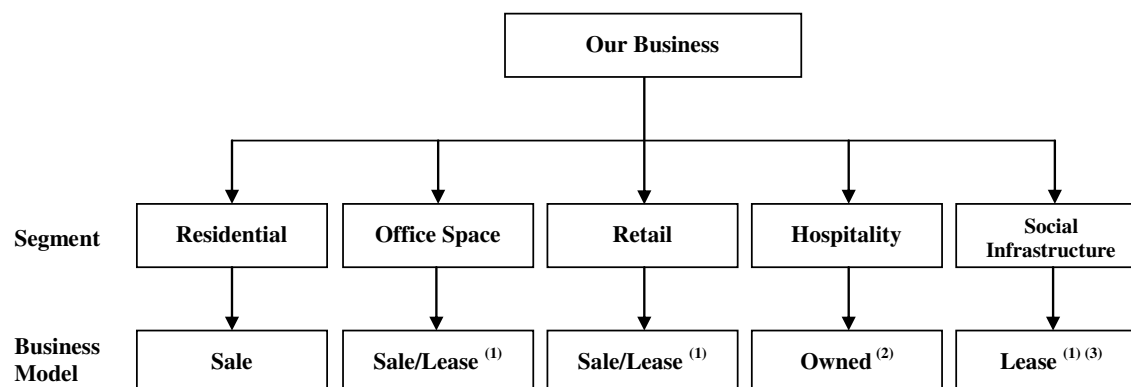 Our Business
Segment
Residential
Office Space
Retail
Hospitality
Social
Infrastructure
Business
Model
Sale
Sale/Lease (1)
Sale/Lease (1)
Owned (2)
Lease (1) (3)